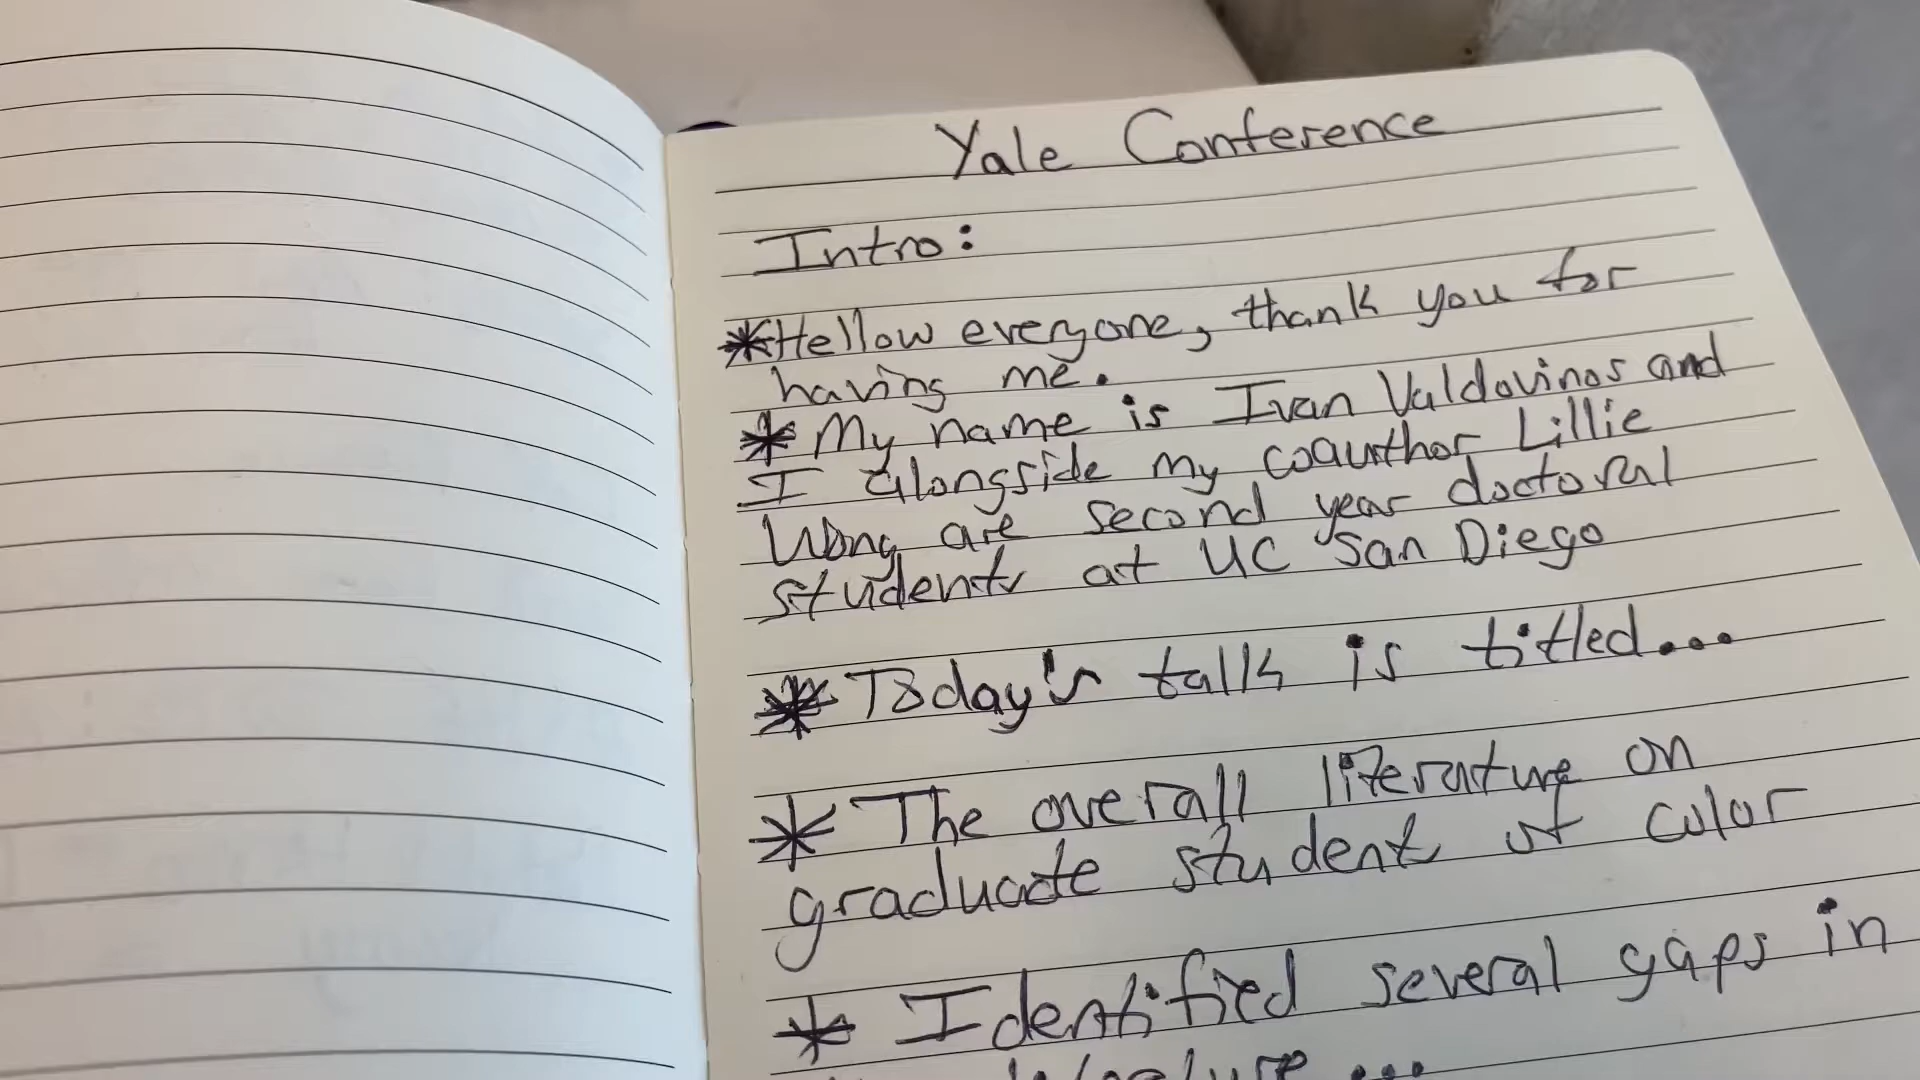 Yale Conference
Intro:
*Hellow everyone, thank you for
having me.
* My name is Ivan Valdovinos and
I alongside my coauthor Lillie
Wong are second year doctoral
students at UC San Diego
* Today's talk is titled...
* The overall literature on
graduate student of color
* Identified several gaps in